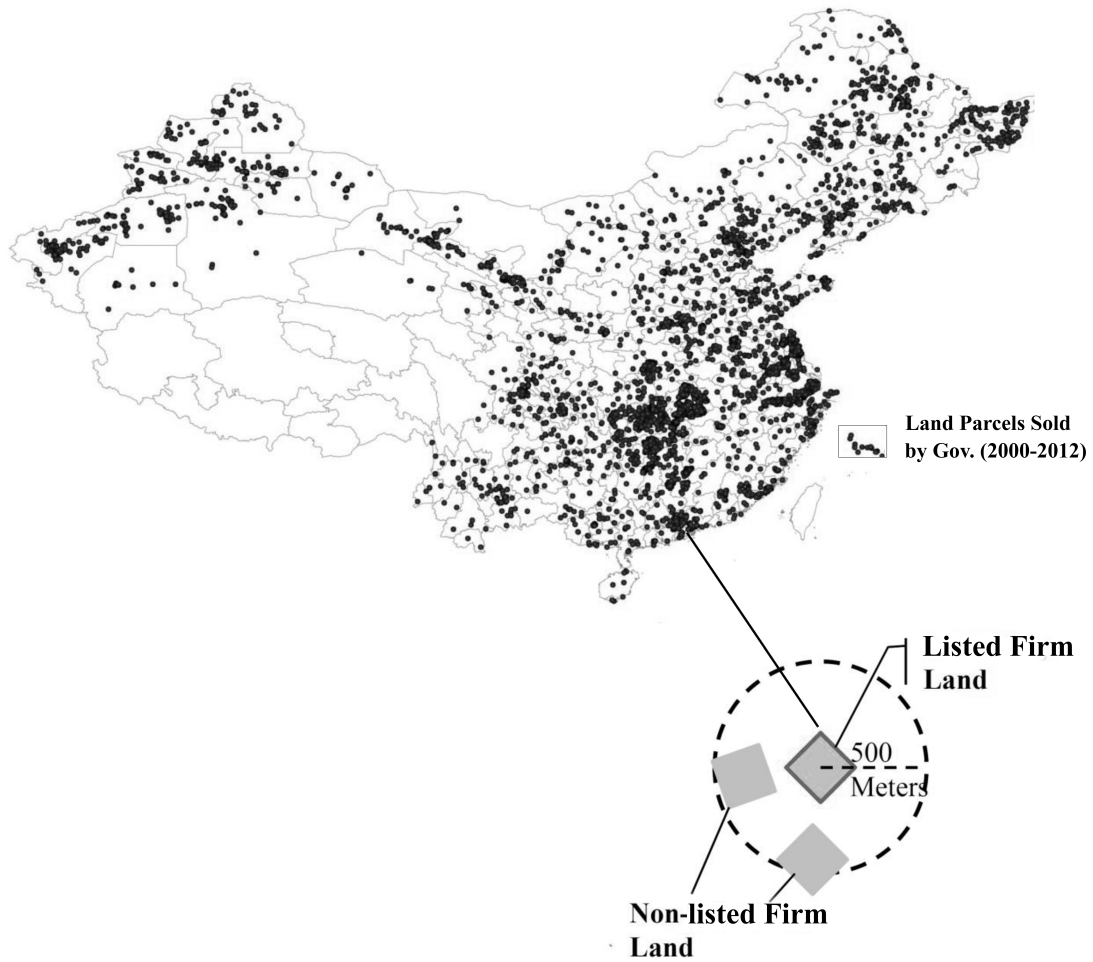 Land Parcels Sold
by Gov. (2000-2012)
Listed Firm
Land
500
Meters
Non-listed Firm
Land